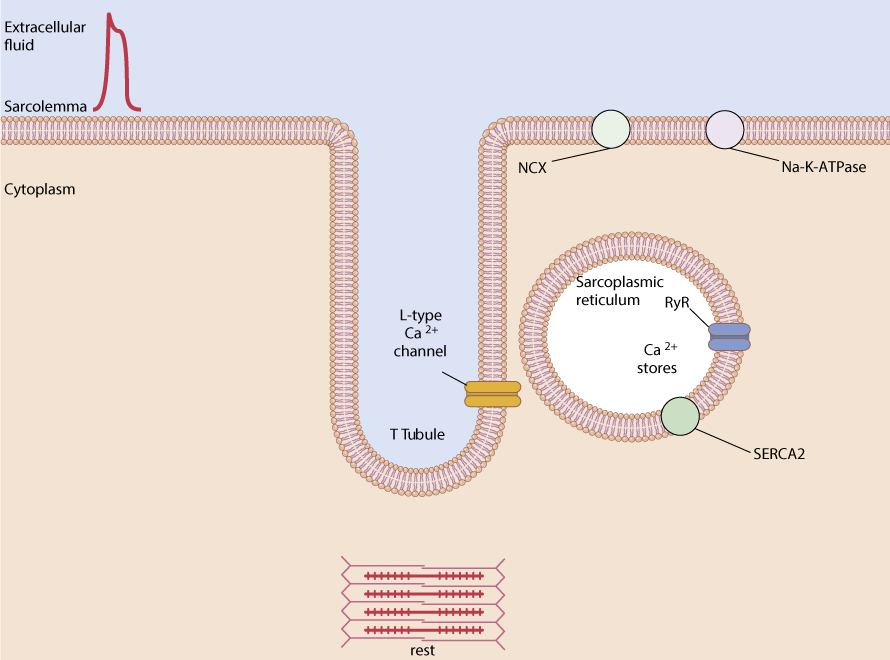 Extracellular
fluid
Sarcolemma
Cytoplasm
NCX
Na-K-ATPase
Sarcoplasmic
reticulum
RyR
Ca 2+
stores
L-type
Ca 2+
channel
T Tubule
SERCA2
rest